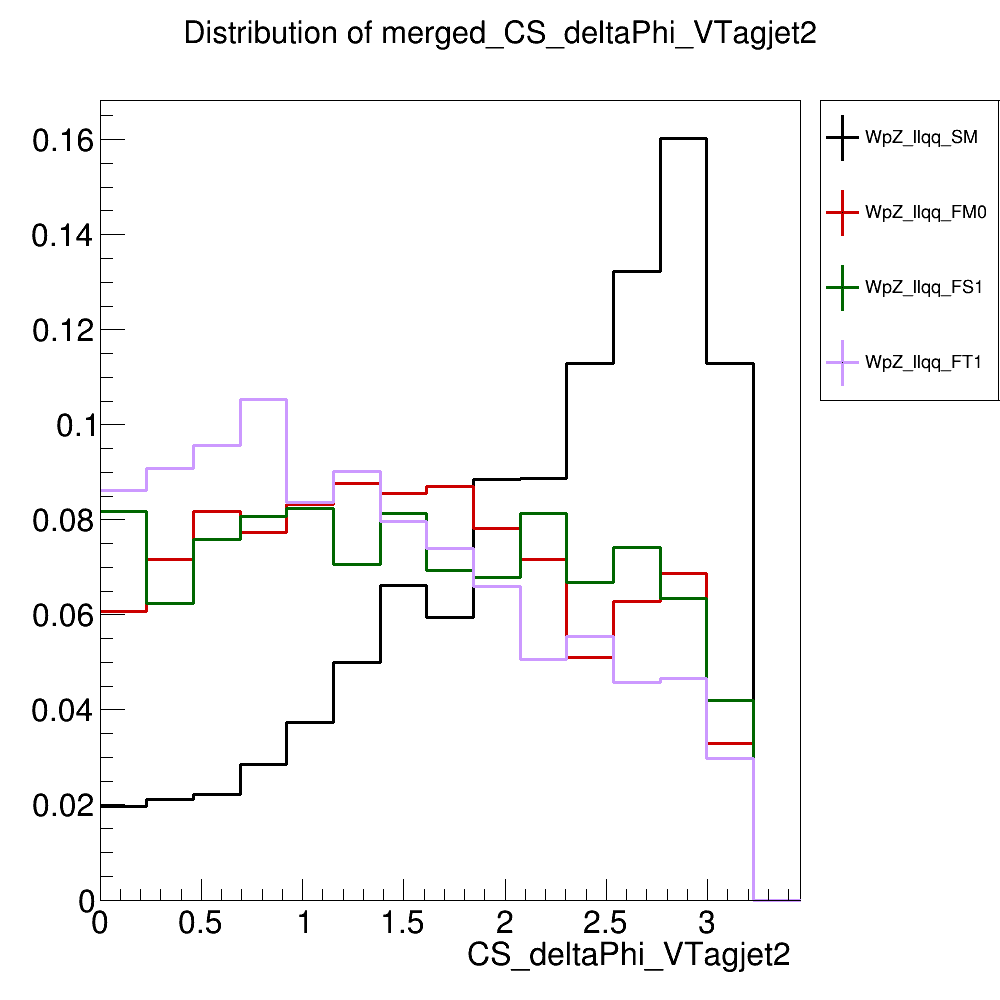 Distribution of merged_CS_deltaPhi_VTagjet2
WpZ_llqq_SM
WpZ_llqq_FM0
WpZ_llqq_FS1
WpZ_llqq_FT1
0.16
0.14
0.12
0.1
0.08
0.06
0.04
0.02
0
0 0.5 1 1.5 2 2.5 3
CS_deltaPhi_VTagjet2